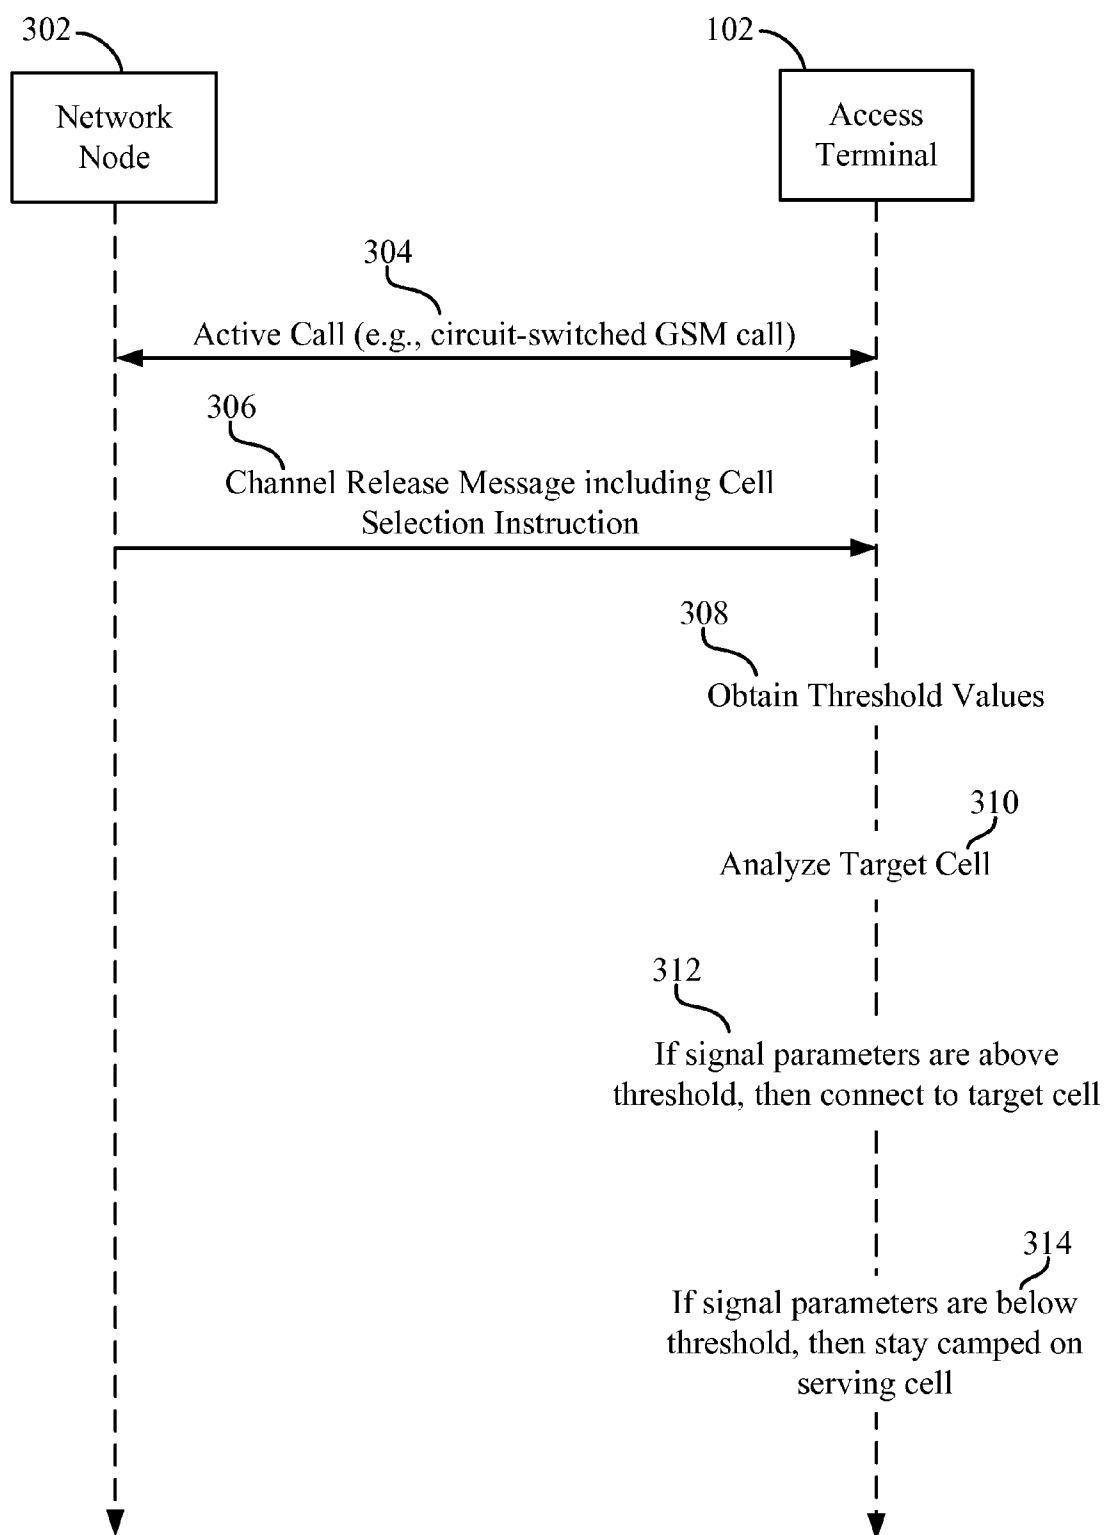 302
102
Network
Node
Access
Terminal
304
Active Call (e.g., circuit-switched GSM call)
306
Channel Release Message including Cell
Selection Instruction
308
Obtain Threshold Values
310
Analyze Target Cell
312
If signal parameters are above
threshold, then connect to target cell
314
If signal parameters are below
threshold, then stay camped on
serving cell